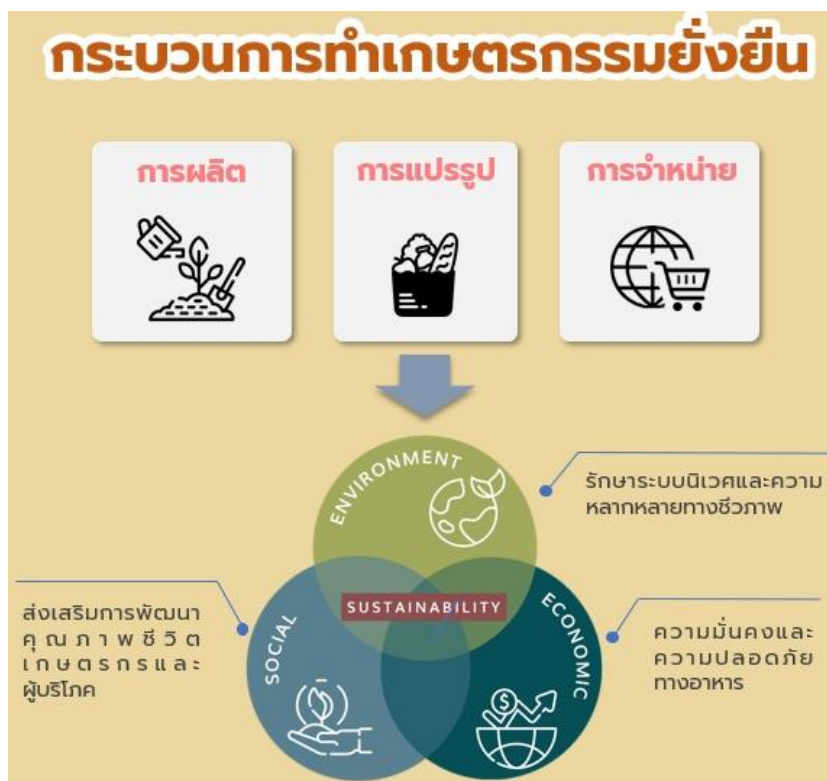 กระบวนการทำเกษตรกรรมยั่งยืน
การผลิต
การแปรรูป
การจำหน่าย
ENVIRONMENT
รักษาระบบนิเวศและความ
หลากหลายทางชีวภาพ
SUSTAINABILITY
ส่งเสริมการพัฒนา
คุณภาพชีวิต
เกษตรกรและ
ผู้บริโภค
SOCIAL
ECONOMIC
ความมั่นคงและ
ความปลอดภัย
ทางอาหาร